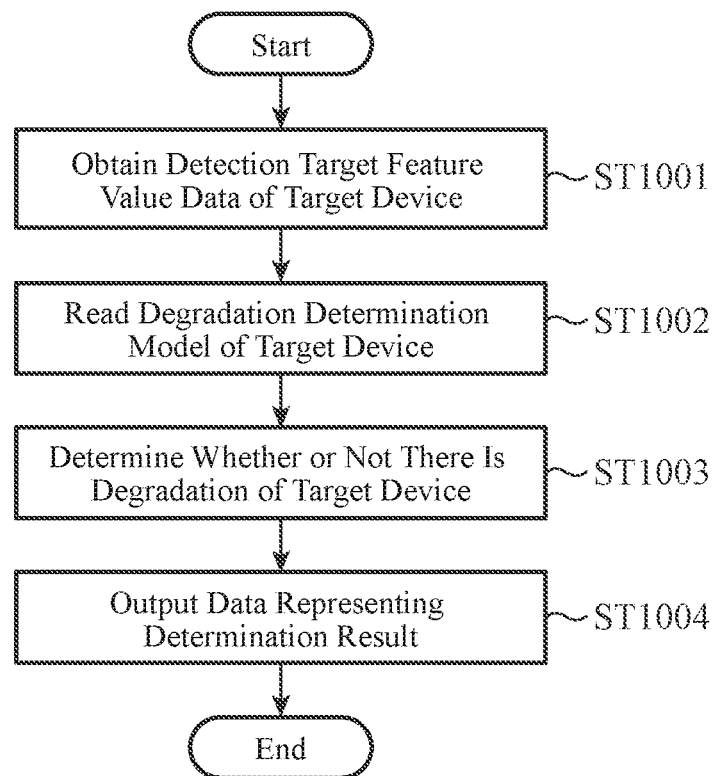 Start
Obtain Detection Target Feature
Value Data of Target Device
ST1001
Read Degradation Determination
Model of Target Device
ST1002
Determine Whether or Not There Is
Degradation of Target Device
ST1003
Output Data Representing
Determination Result
ST1004
End